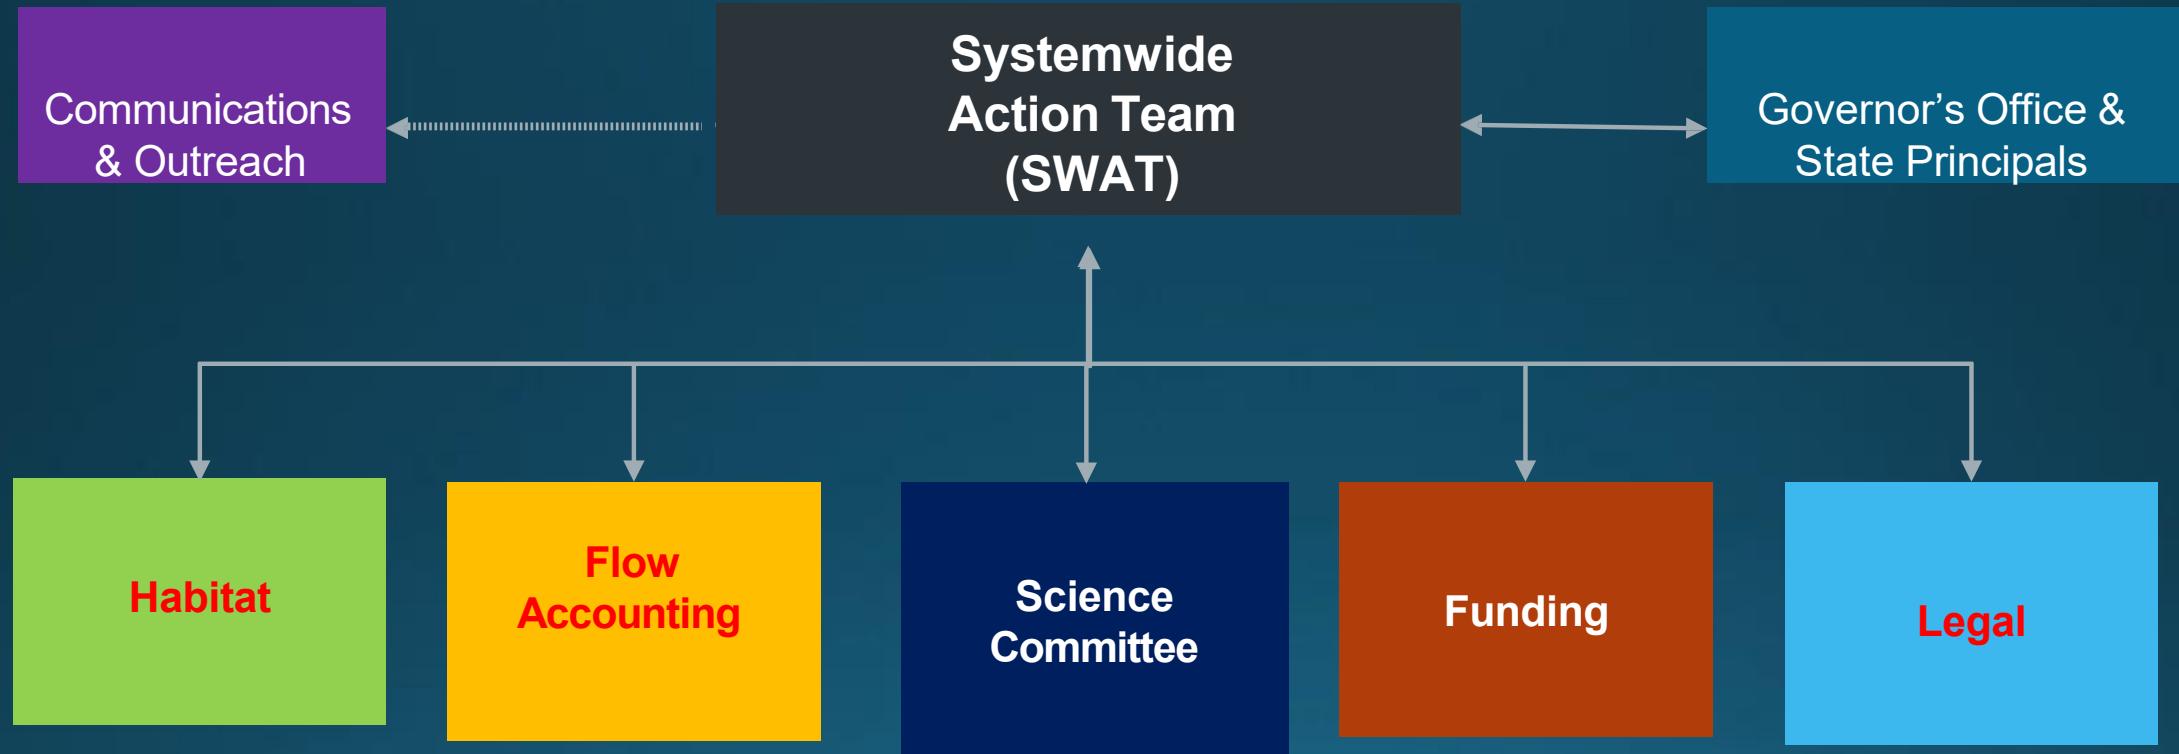 Communications
& Outreach
Systemwide
Action Team
(SWAT)
Governor’s Office &
State Principals
Habitat
Flow
Accounting
Science
Committee
Funding
Legal